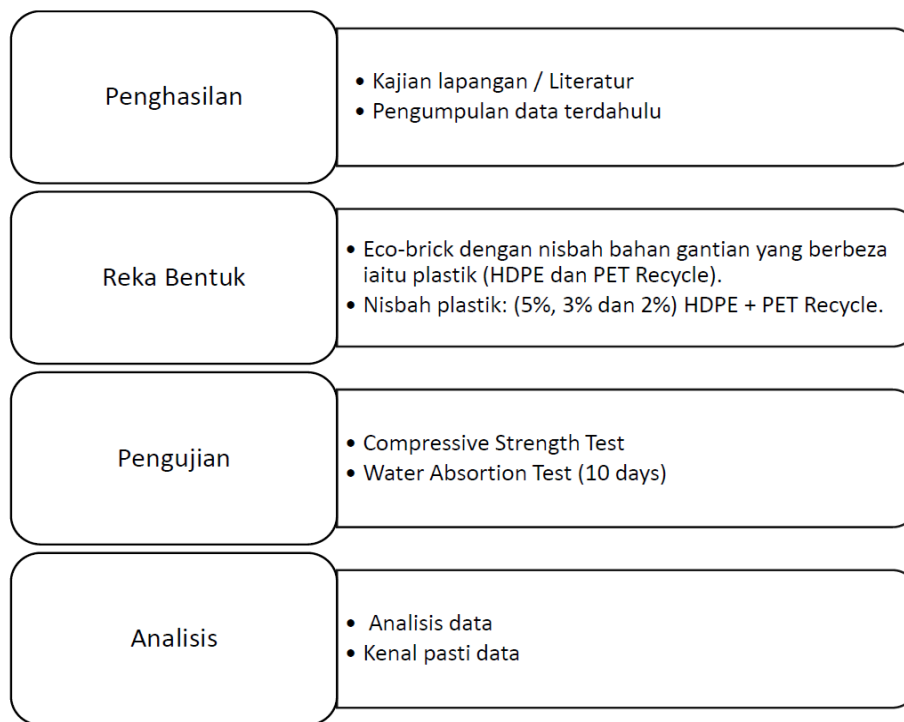 Penghasilan
• Kajian lapangan / Literatur
• Pengumpulan data terdahulu
Reka Bentuk
• Eco-brick dengan nisbah bahan gantian yang berbeza
iaitu plastik (HDPE dan PET Recycle).
• Nisbah plastik: (5%, 3% dan 2%) HDPE + PET Recycle.
Pengujian
• Compressive Strength Test
• Water Absortion Test (10 days)
Analisis
• Analisis data
• Kenal pasti data